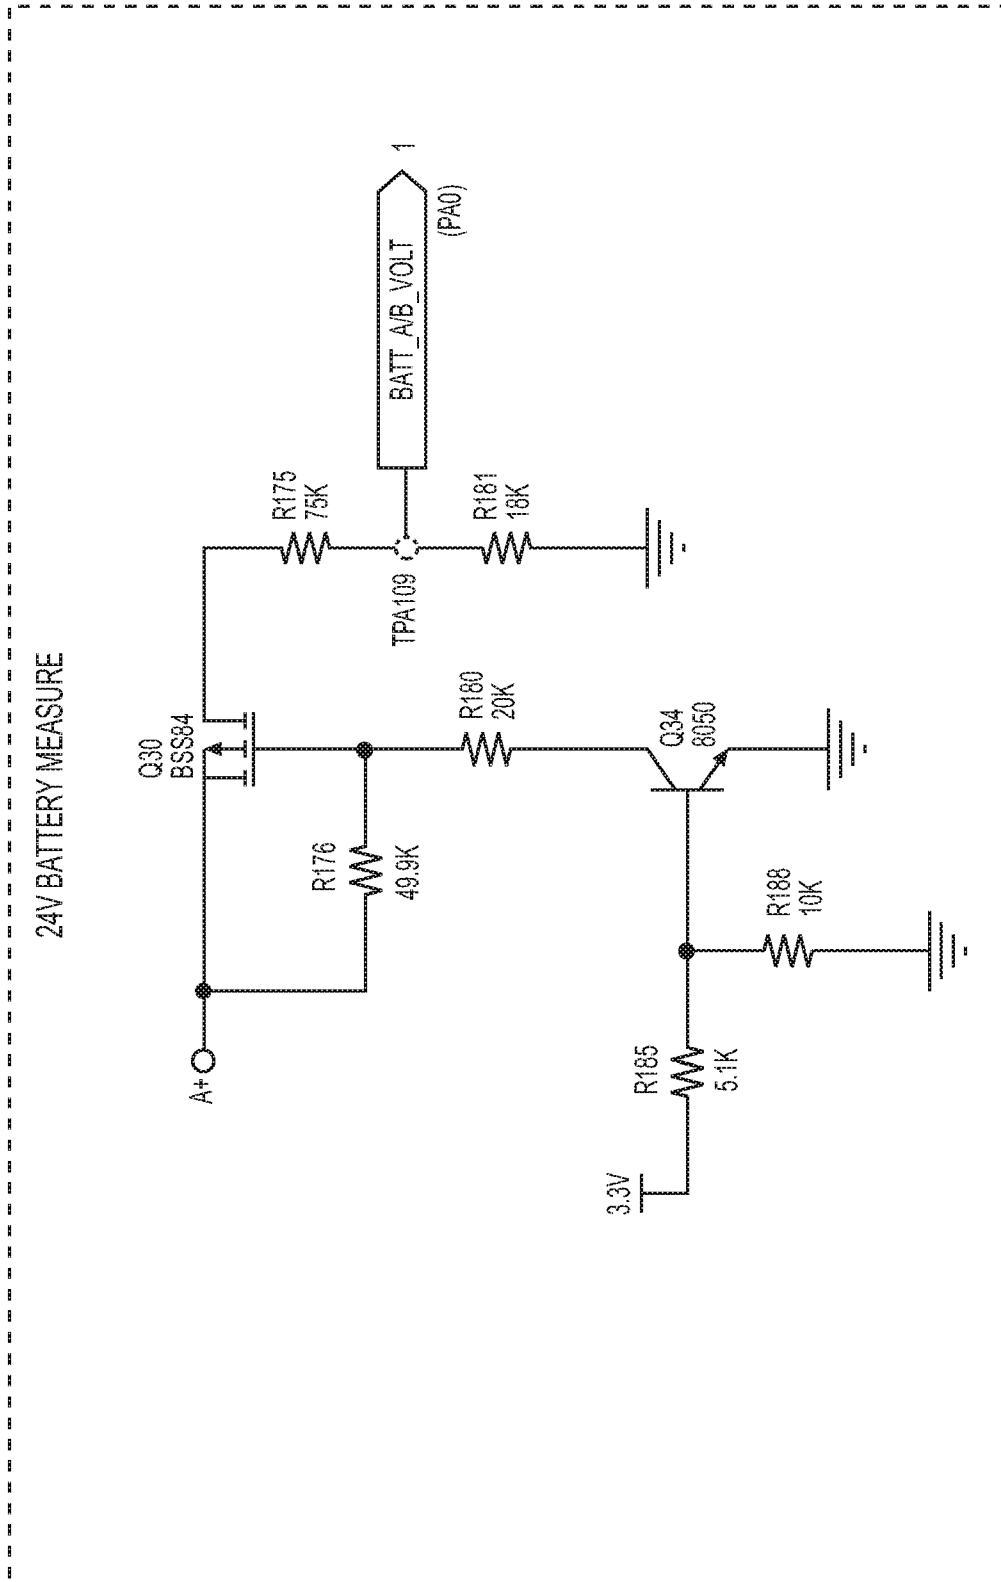 24V BATTERY MEASURE
A+
Q30
BSS84
R176
49.9K
R175
75K
TPA109
BATT_A/B_VOLT
1
(PA0)
R181
18K
R180
20K
Q34
8050
3.3V
R185
5.1K
R188
10K